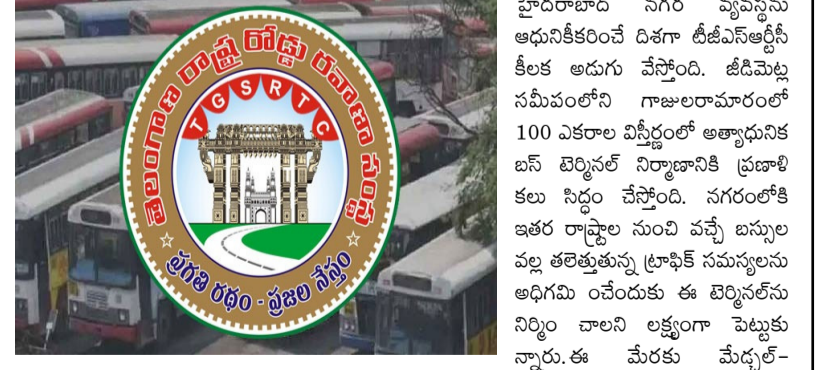 తెలంగాణ రాష్ట్ర రోడ్డు రవాణా సంస్థ
TGSRTC
ప్రగతి రథం - ప్రజల నేస్తం
హైదరాబాద్ నగర వ్యవస్థను
ఆధునికీకరించే దిశగా టీజీఎస్ఆర్టీసీ
కీలక అడుగు వేస్తోంది. జీడిమెట్ల
సమీపంలోని గాజులరామారంలో
100 ఎకరాల విస్తీర్ణంలో అత్యాధునిక
బస్ టెర్మినల్ నిర్మాణానికి ప్రణాళి
కలు సిద్ధం చేస్తోంది. నగరంలోకి
ఇతర రాష్ట్రాల నుంచి వచ్చే బస్సుల
వల్ల తలెత్తుతున్న ట్రాఫిక్ సమస్యలను
అధిగమి ంచేందుకు ఈ టెర్మినల్‌ను
నిర్మిం చాలని లక్ష్యంగా పెట్టుకు
న్నారు.ఈ మేరకు మేడ్చల్-